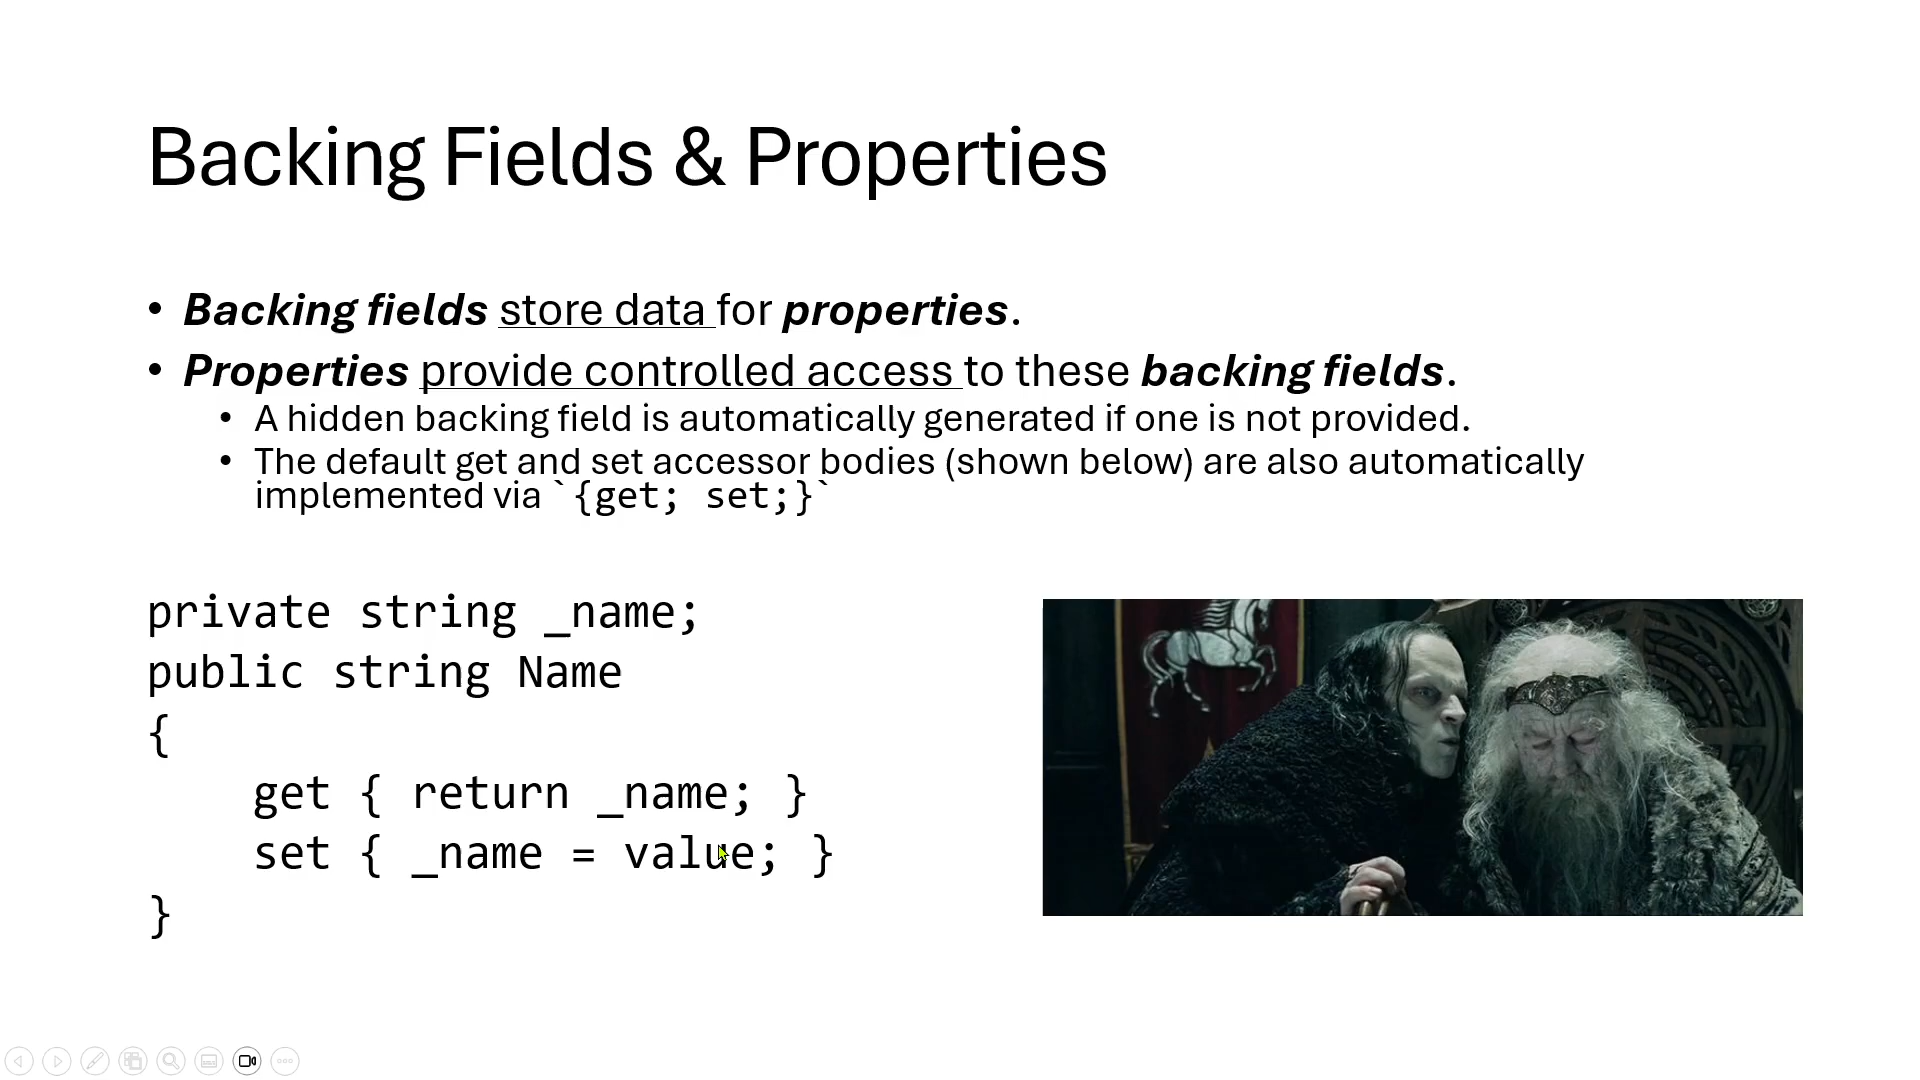 Backing Fields & Properties
• Backing fields store data for properties.
• Properties provide controlled access to these backing fields.
• A hidden backing field is automatically generated if one is not provided.
• The default get and set accessor bodies (shown below) are also automatically
implemented via `{get; set;}`
private string _name;
public string Name
{
    get { return _name; }
    set { _name = value; }
}